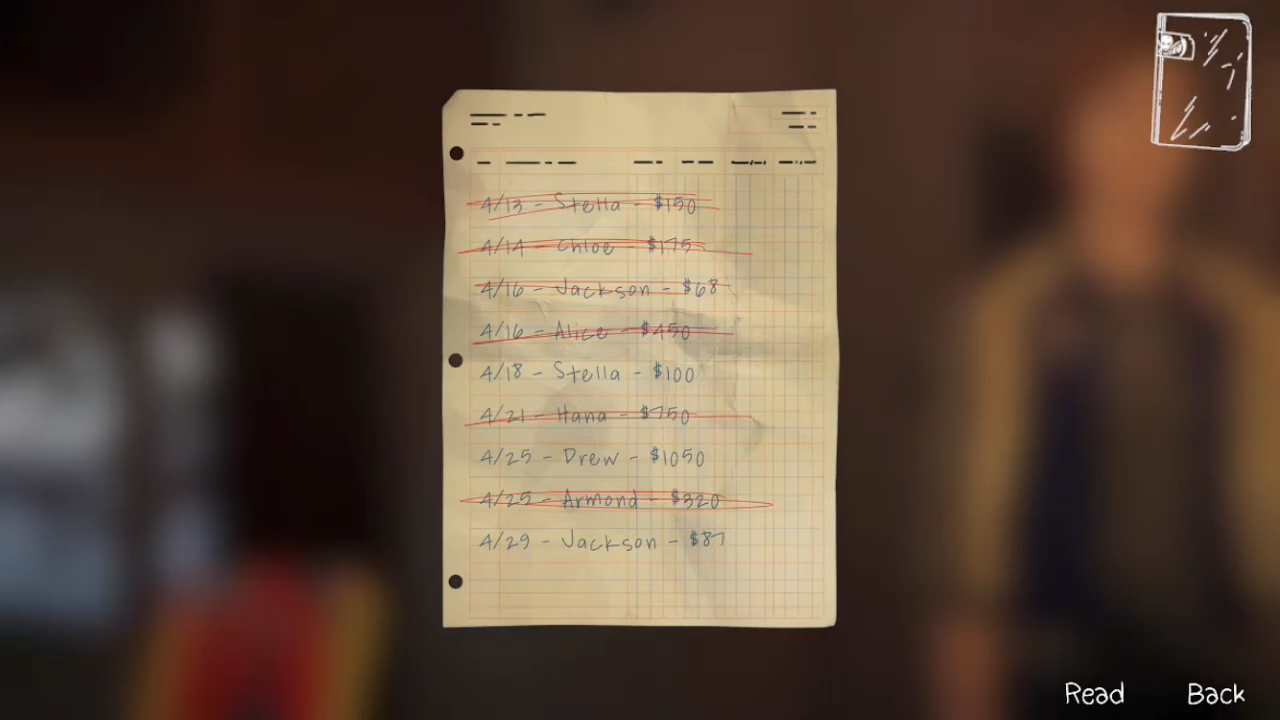 4/13 - Stella - $150
4/14 - Chloe - $175
4/16 - Jackson - $68
4/16 - Alice - $450
4/18 - Stella - $100
4/21 - Hana - $750
4/25 - Drew - $1050
4/25 - Armond - $320
4/29 - Jackson - $87
Read
Back